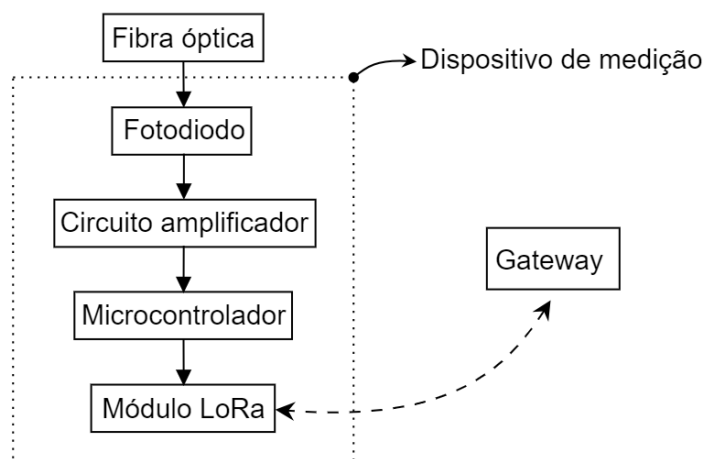 Fibra óptica
Dispositivo de medição
Fotodiodo
Circuito amplificador
Gateway
Microcontrolador
Módulo LoRa